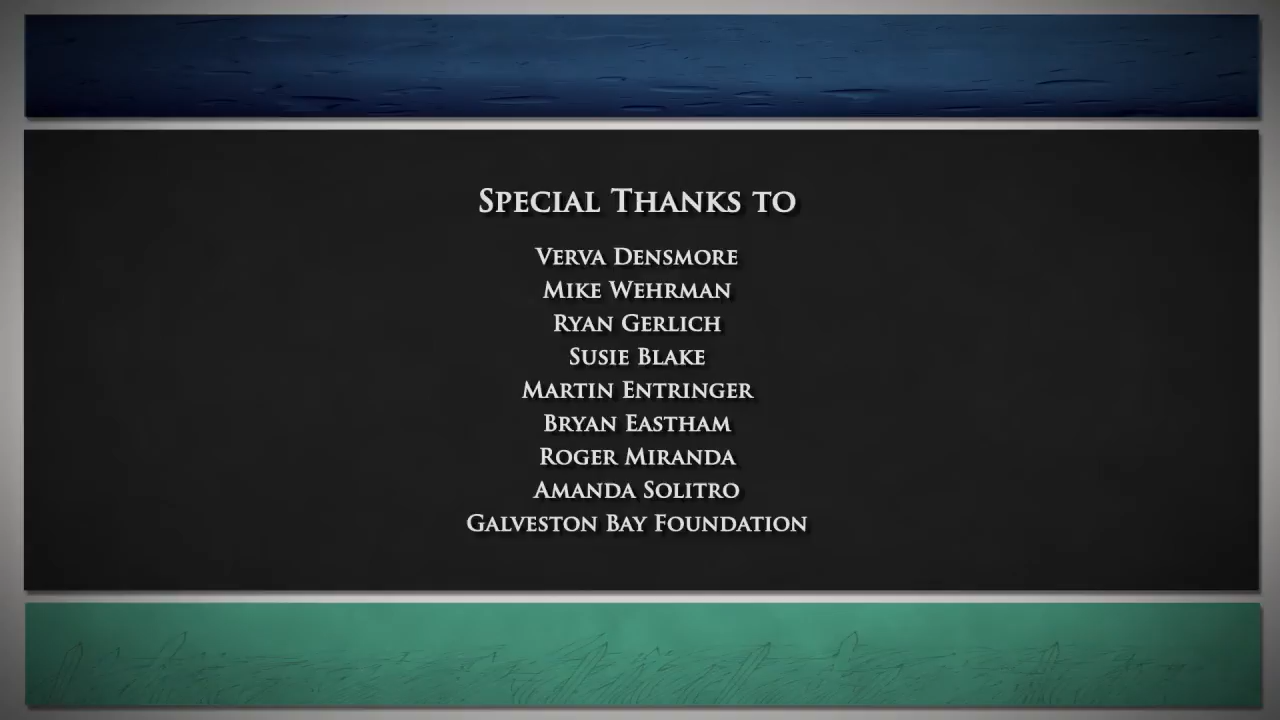 Special Thanks to
Verva Densmore
Mike Wehrman
Ryan Gerlich
Susie Blake
Martin Entringer
Bryan Eastham
Roger Miranda
Amanda Solitro
Galveston Bay Foundation